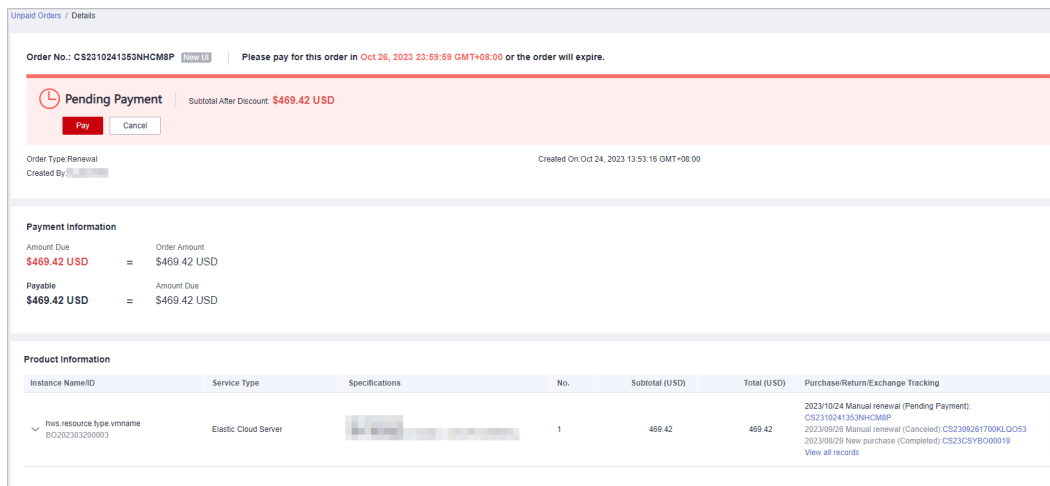 Unpaid Orders / Details
Order No.: CS2310241353NHCM8P New UI Please pay for this order in Oct 26, 2023 23:59:59 GMT+08:00 or the order will expire.
Pending Payment Subtotal After Discount: $469.42 USD
Pay Cancel
Order Type:Renewal Created On:Oct 24, 2023 13:53:16 GMT+08:00
Created By:
Payment Information
Amount Due Order Amount
$469.42 USD = $469.42 USD
Payable Amount Due
$469.42 USD = $469.42 USD
Product Information
Instance Name/ID Service Type Specifications No. Subtotal (USD) Total (USD) Purchase/Return/Exchange Tracking
hws.resource.type.vmname
BO202303200003
Elastic Cloud Server 1 469.42 469.42
2023/10/24 Manual renewal (Pending Payment):
CS2310241353NHCM8P
2023/09/26 Manual renewal (Canceled):CS2309261700KLQO53
2023/08/29 New purchase (Completed):CS23CSYBO00019
View all records